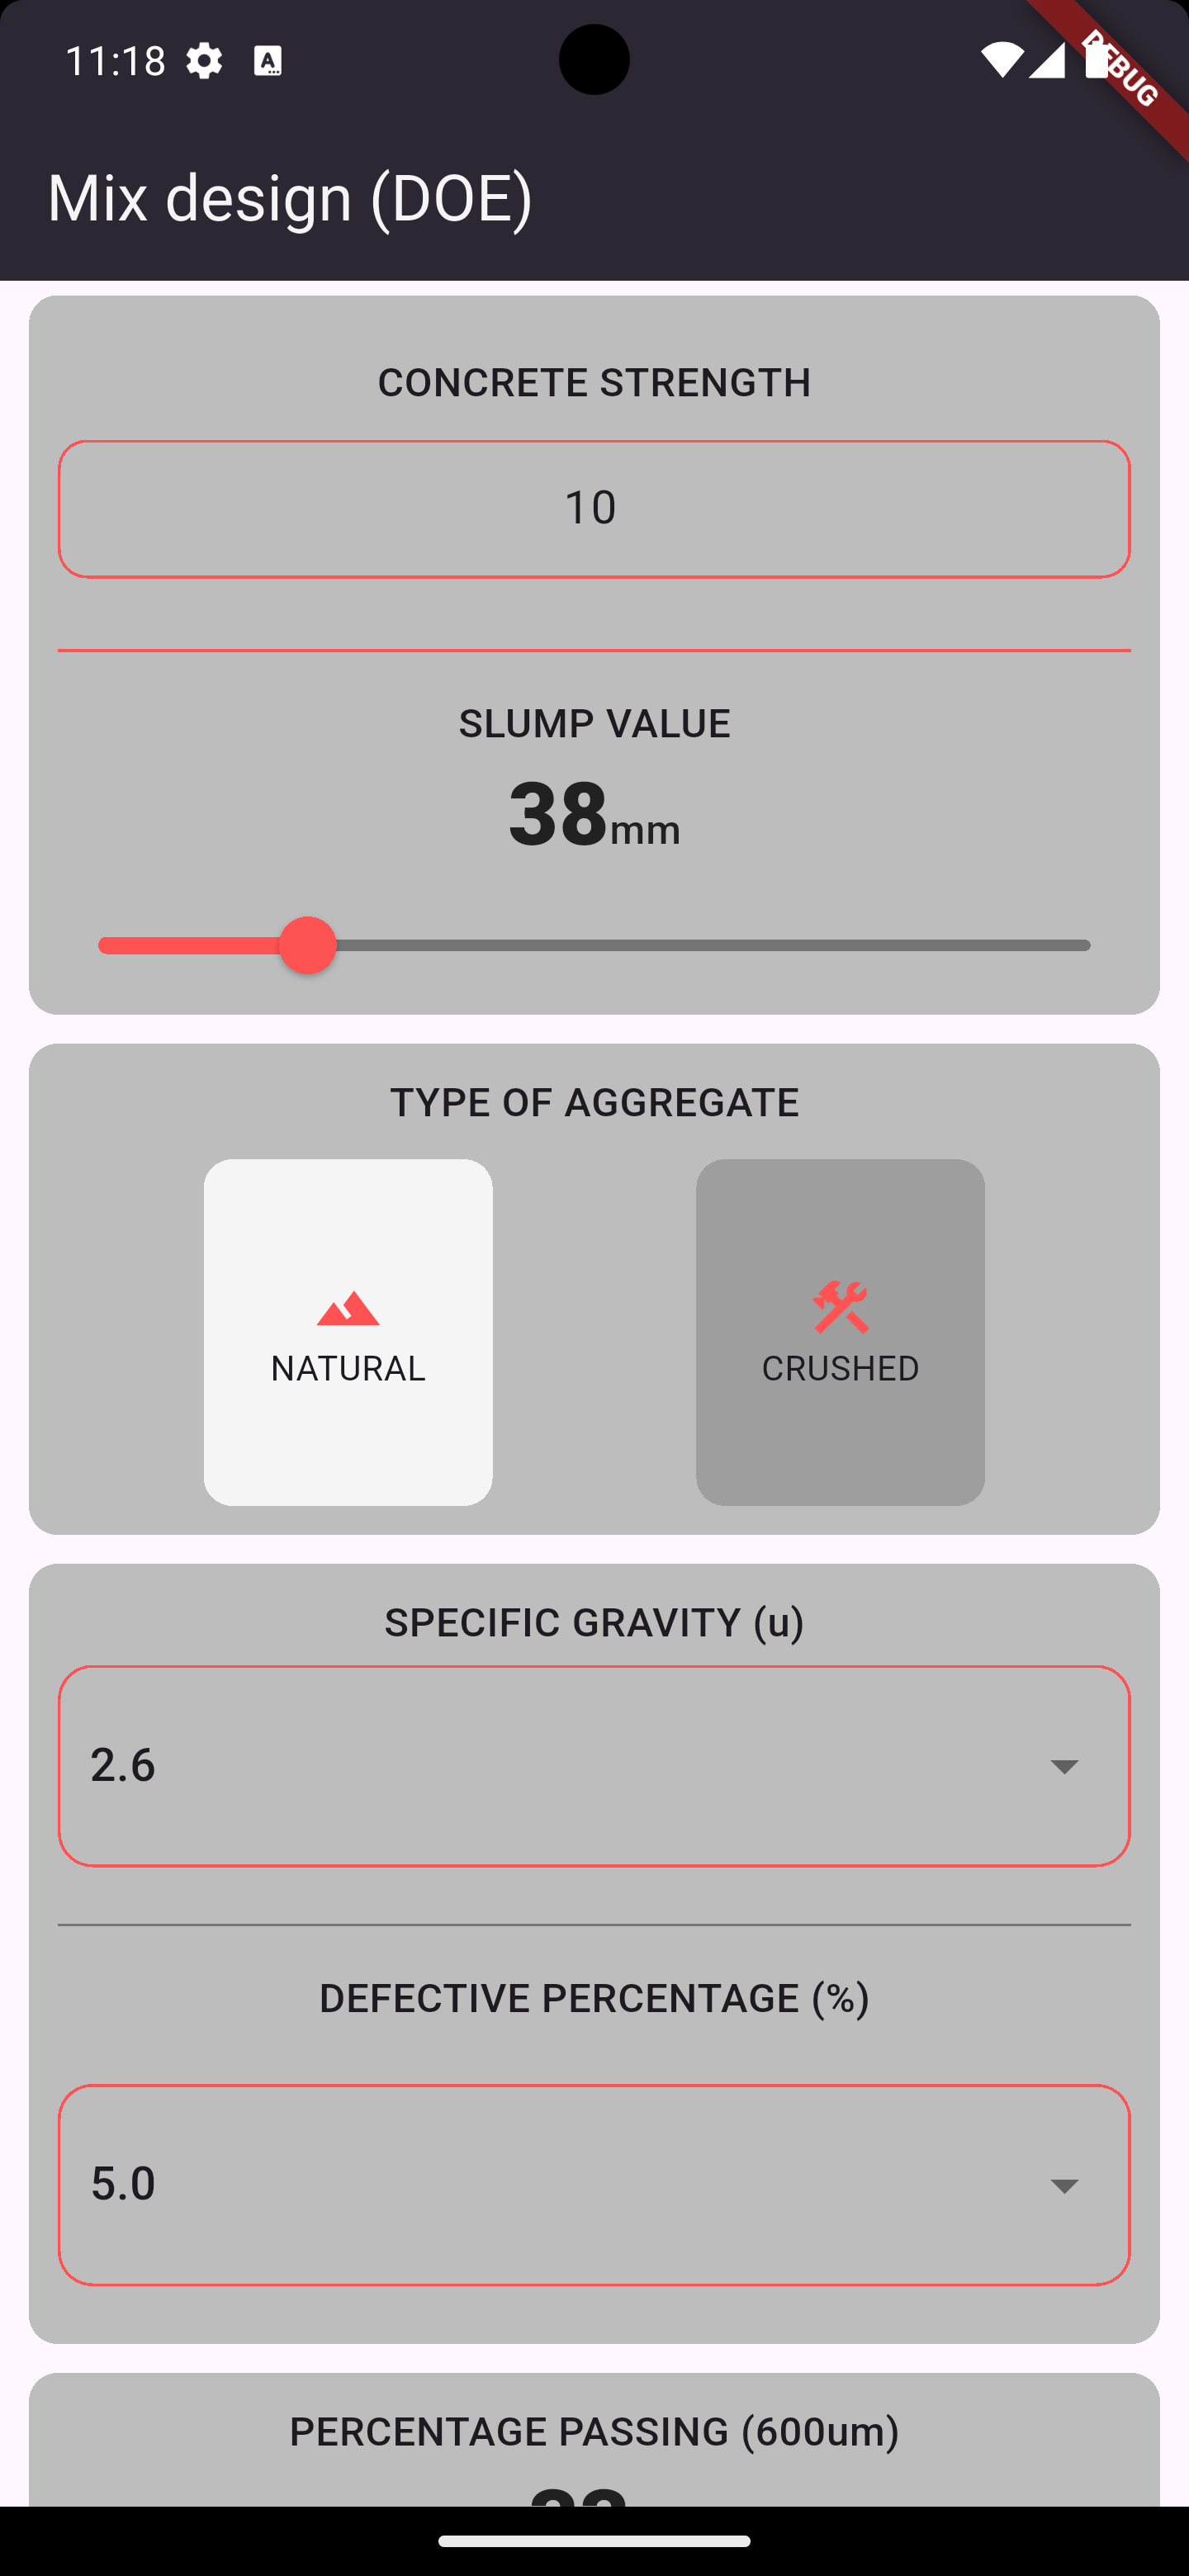 11:18
DEBUG
Mix design (DOE)
CONCRETE STRENGTH
10
SLUMP VALUE
38mm
TYPE OF AGGREGATE
NATURAL
CRUSHED
SPECIFIC GRAVITY (u)
2.6
DEFECTIVE PERCENTAGE (%)
5.0
PERCENTAGE PASSING (600um)